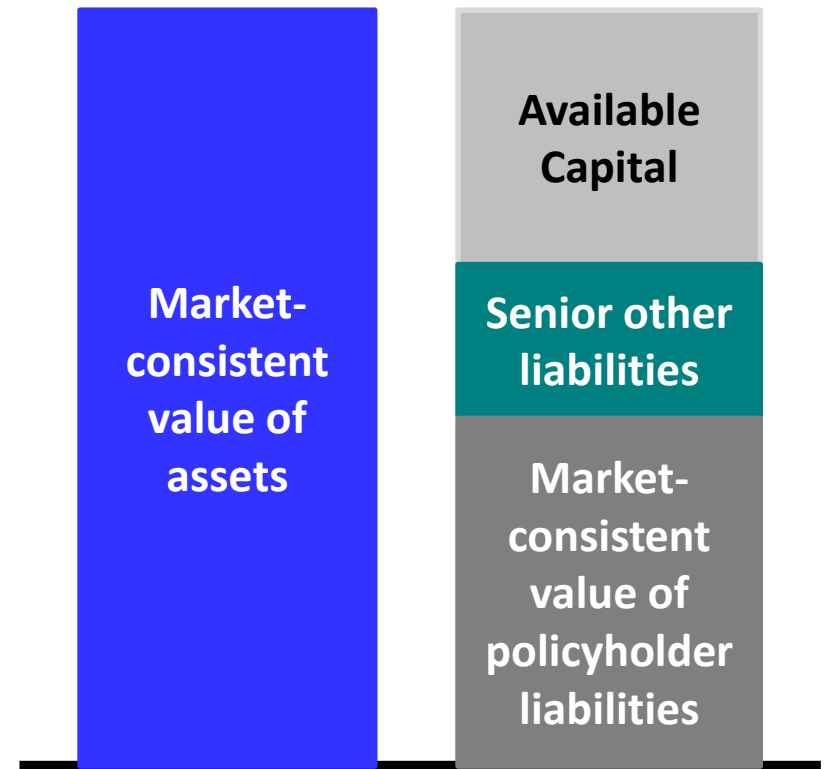 Market-
consistent
value of
assets
Available
Capital
Senior other
liabilities
Market-
consistent
value of
policyholder
liabilities